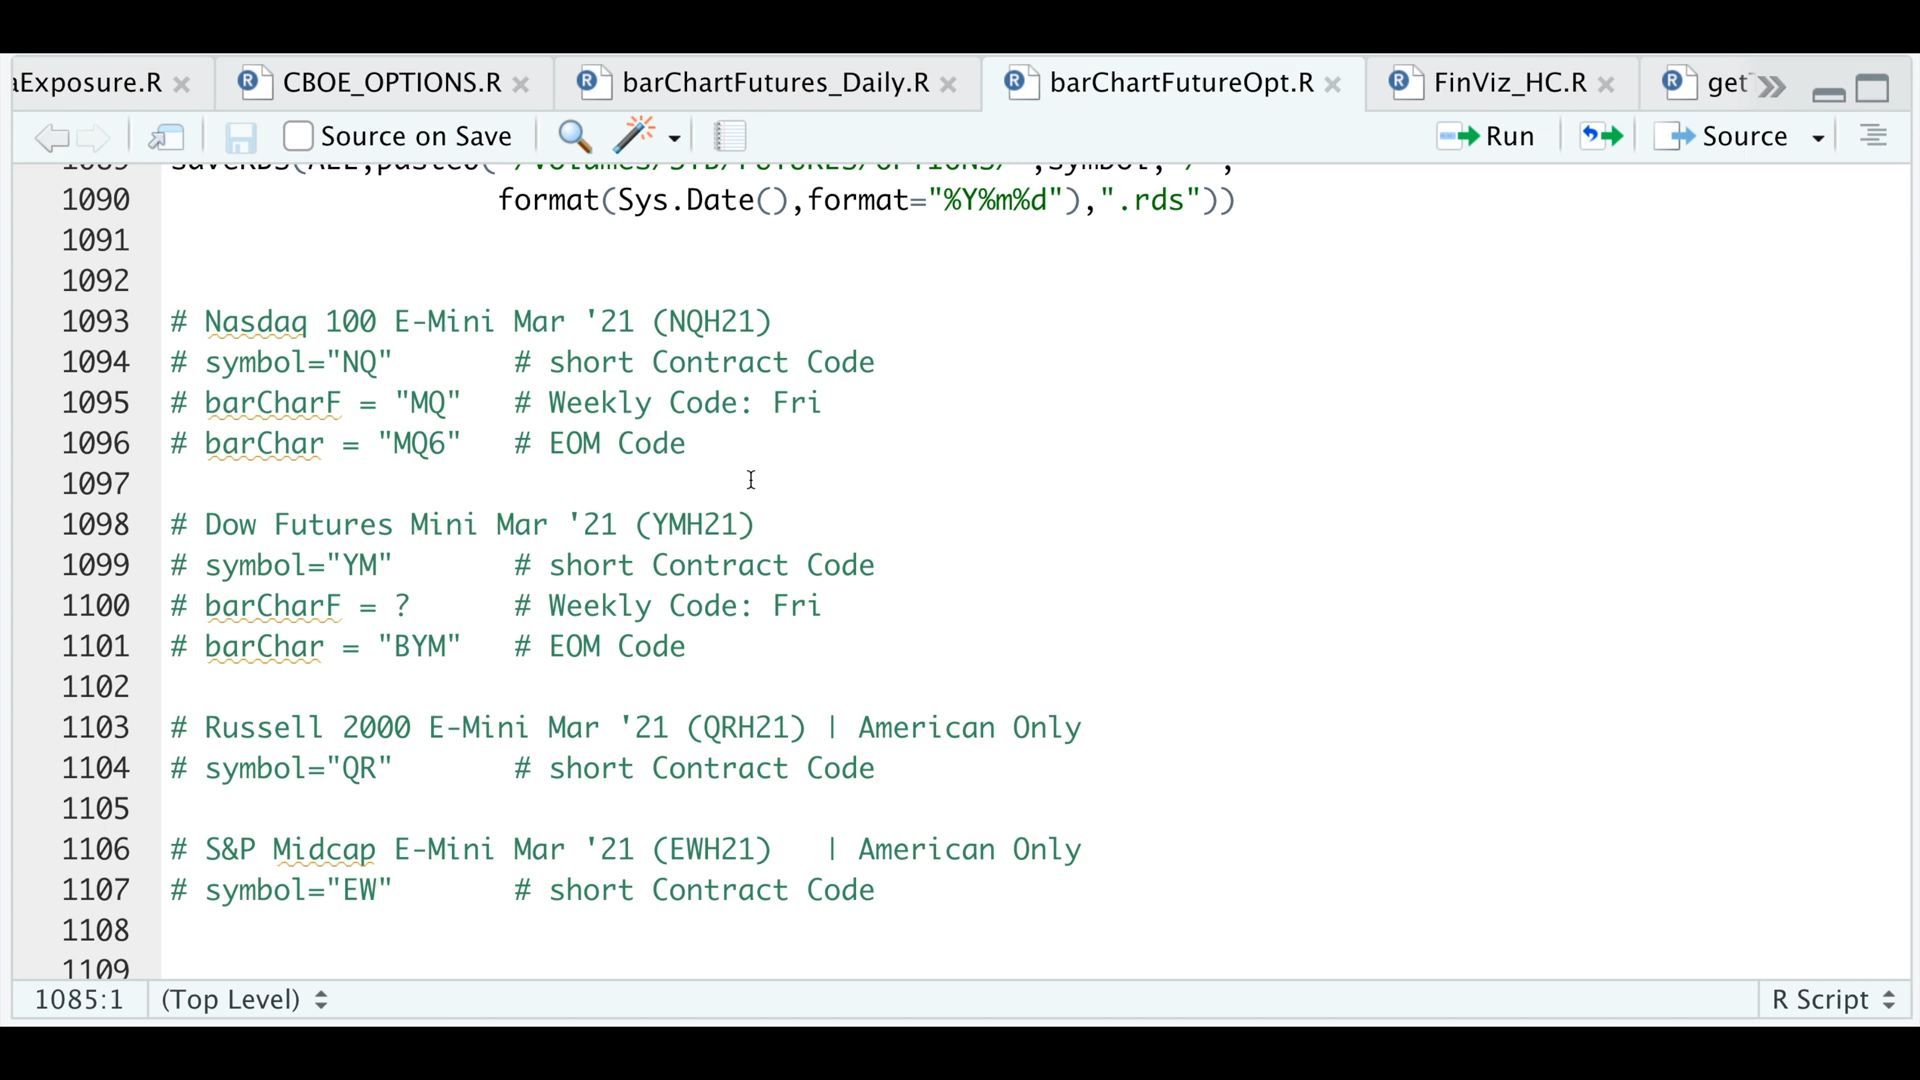 aExposure.R
CBOE_OPTIONS.R
barChartFutures_Daily.R
barChartFutureOpt.R
FinViz_HC.R
get
Source on Save
Run
Source
1090 format(Sys.Date(),format="%Y%m%d"),".rds"))
1091
1092
1093 # Nasdaq 100 E-Mini Mar '21 (NQH21)
1094 # symbol="NQ" # short Contract Code
1095 # barCharF = "MQ" # Weekly Code: Fri
1096 # barChar = "MQ6" # EOM Code
1097
1098 # Dow Futures Mini Mar '21 (YMH21)
1099 # symbol="YM" # short Contract Code
1100 # barCharF = ? # Weekly Code: Fri
1101 # barChar = "BYM" # EOM Code
1102
1103 # Russell 2000 E-Mini Mar '21 (QRH21) | American Only
1104 # symbol="QR" # short Contract Code
1105
1106 # S&P Midcap E-Mini Mar '21 (EWH21) | American Only
1107 # symbol="EW" # short Contract Code
1108
1109
1085:1 (Top Level) R Script